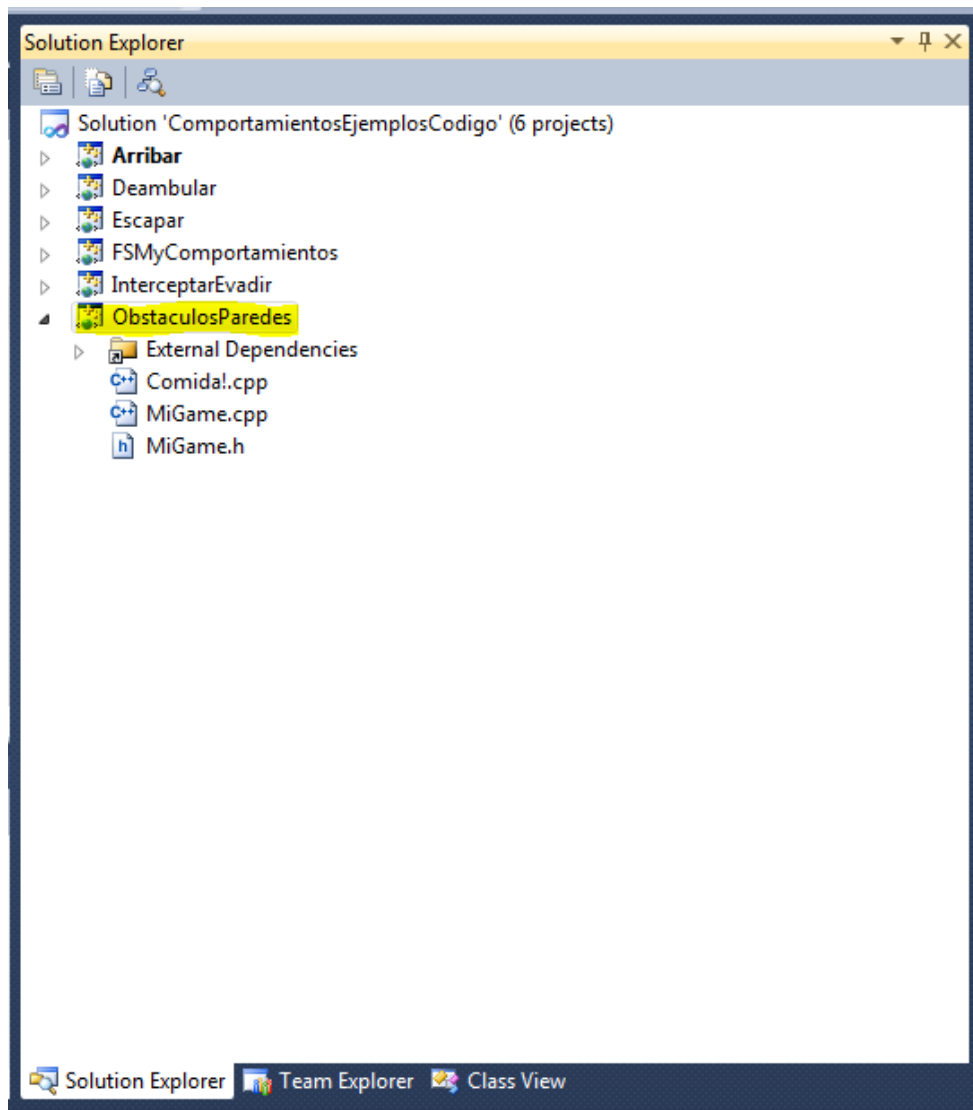 Solution Explorer
Solution 'ComportamientosEjemplosCodigo' (6 projects)
Arribar
Deambular
Escapar
FSMyComportamientos
InterceptarEvadir
ObstaculosParedes
External Dependencies
Comida!.cpp
MiGame.cpp
MiGame.h
Solution Explorer Team Explorer Class View